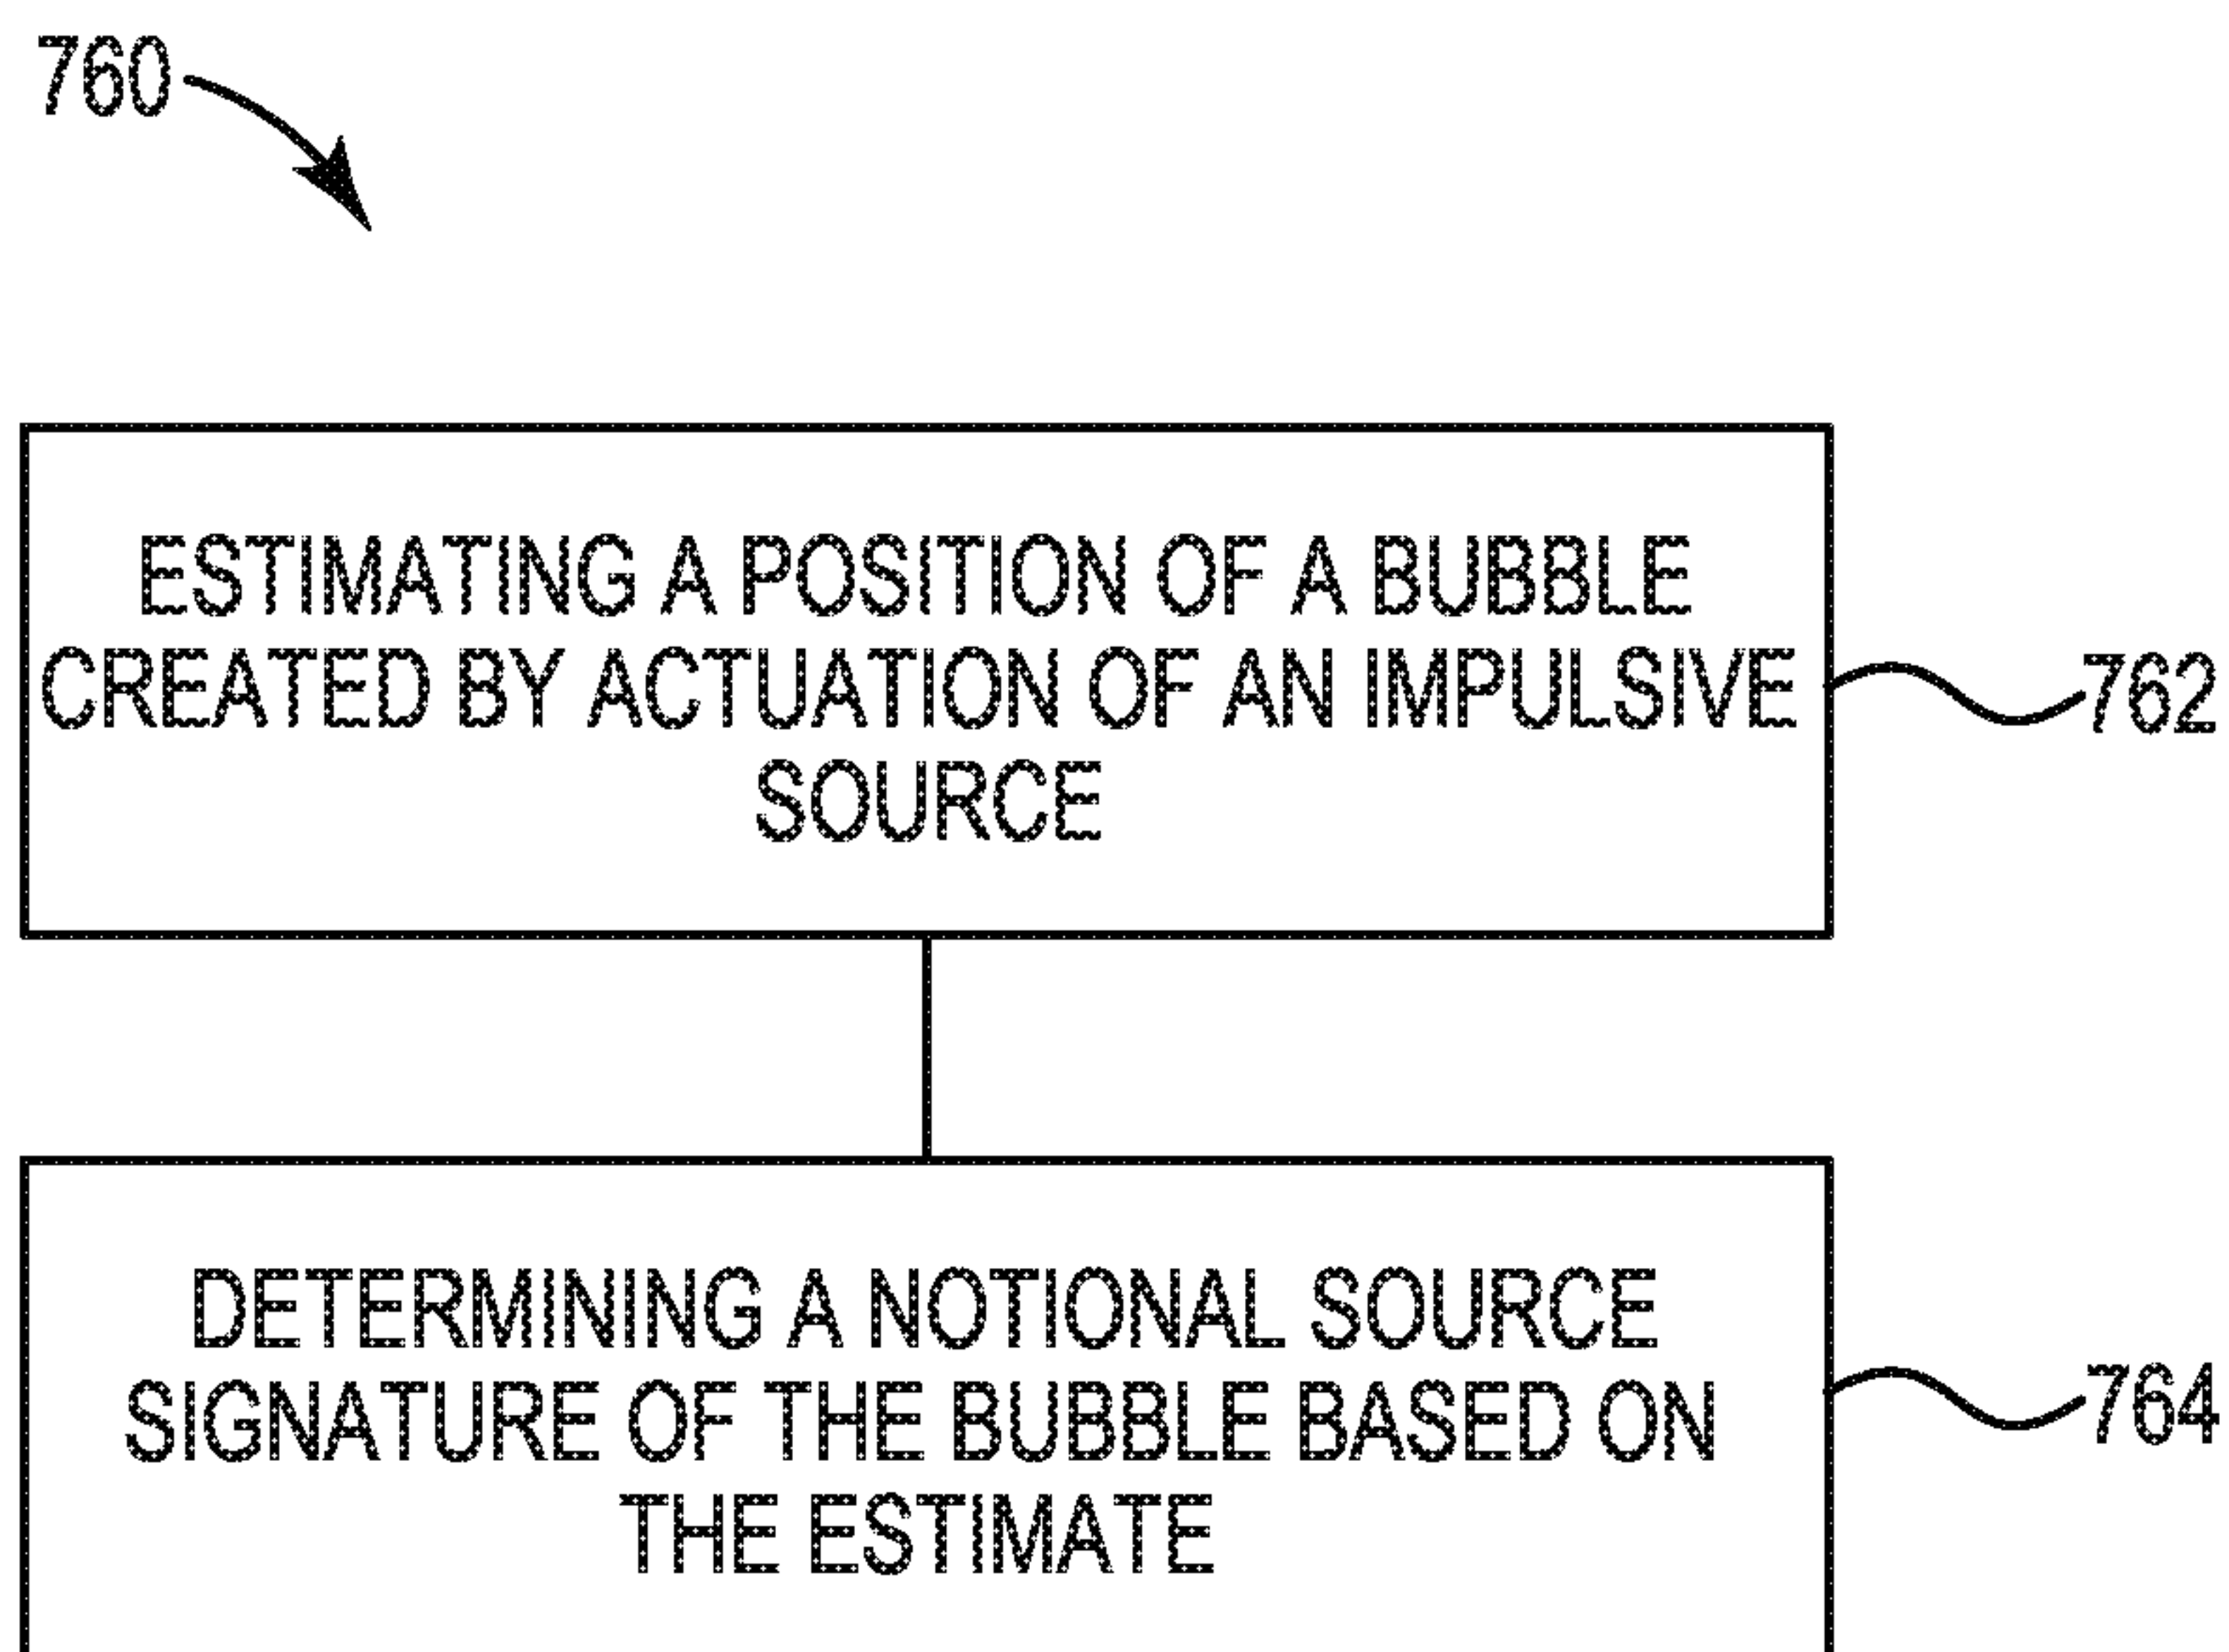 760
ESTIMATING A POSITION OF A BUBBLE
CREATED BY ACTUATION OF AN IMPULSIVE
SOURCE
762
DETERMINING A NOTIONAL SOURCE
SIGNATURE OF THE BUBBLE BASED ON
THE ESTIMATE
764